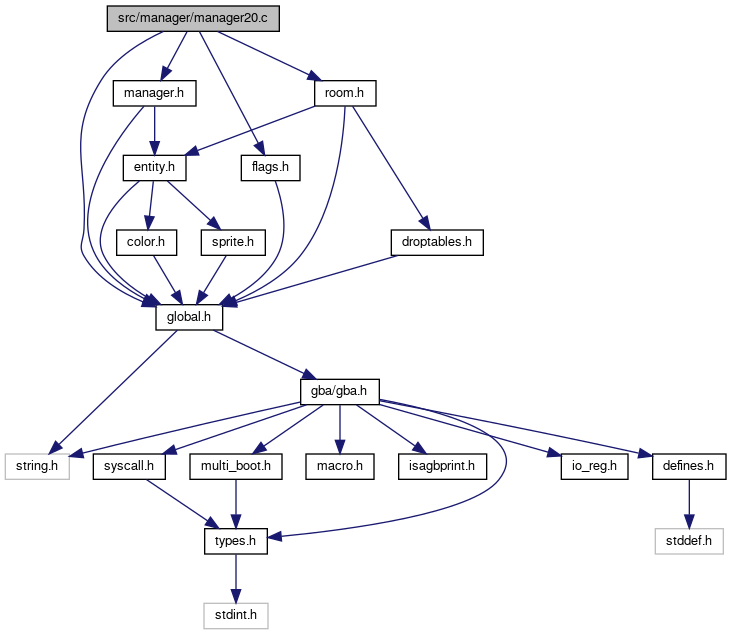 src/manager/manager20.c
manager.h
room.h
entity.h
flags.h
color.h
sprite.h
droptables.h
global.h
gba/gba.h
string.h
syscall.h
multi_boot.h
macro.h
isagbprint.h
io_reg.h
defines.h
types.h
stddef.h
stdint.h